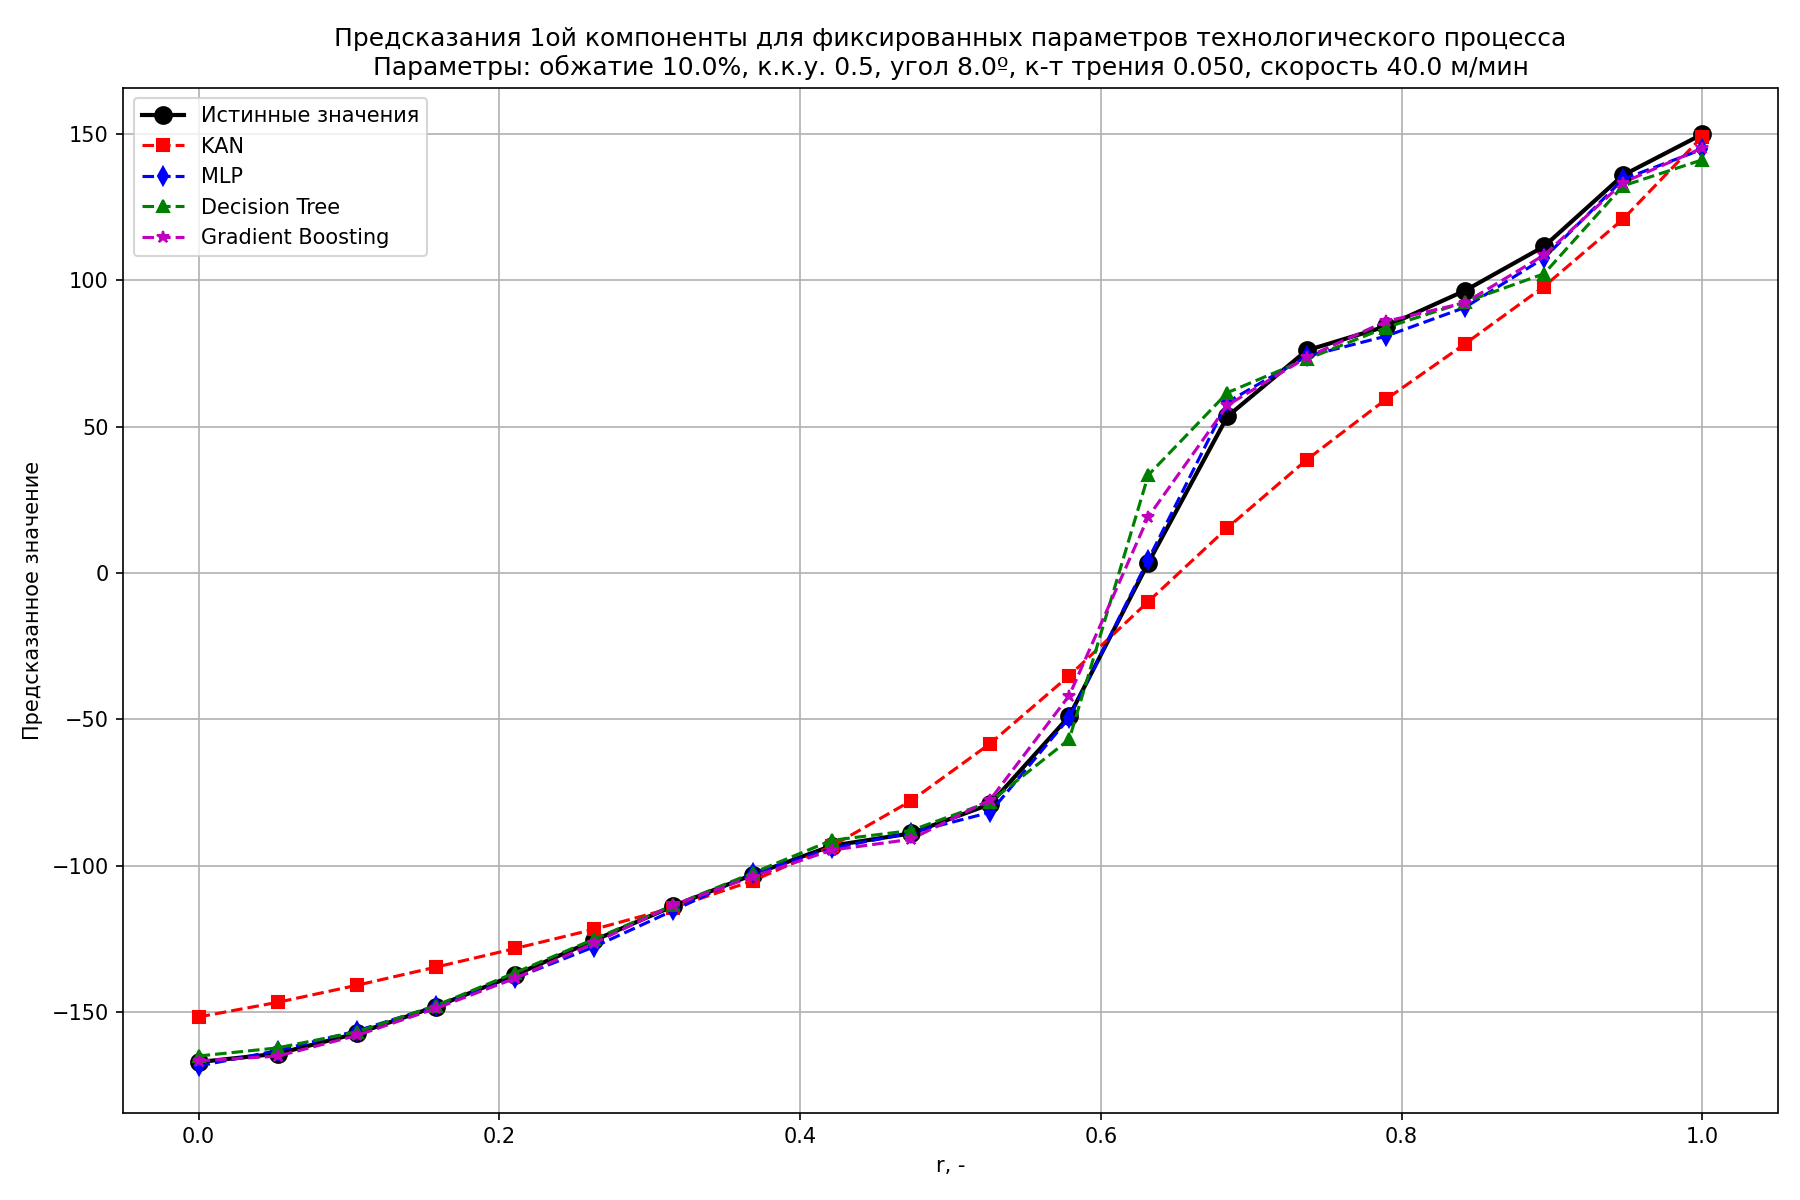 Предсказания 1ой компоненты для фиксированных параметров технологического процесса
Параметры: обжатие 10.0%, к.к.у. 0.5, угол 8.0º, к-т трения 0.050, скорость 40.0 м/мин
Истинные значения
KAN
MLP
Decision Tree
Gradient Boosting
Предсказанное значение
150
100
50
0
−50
−100
−150
0.0
0.2
0.4
0.6
0.8
1.0
r, -